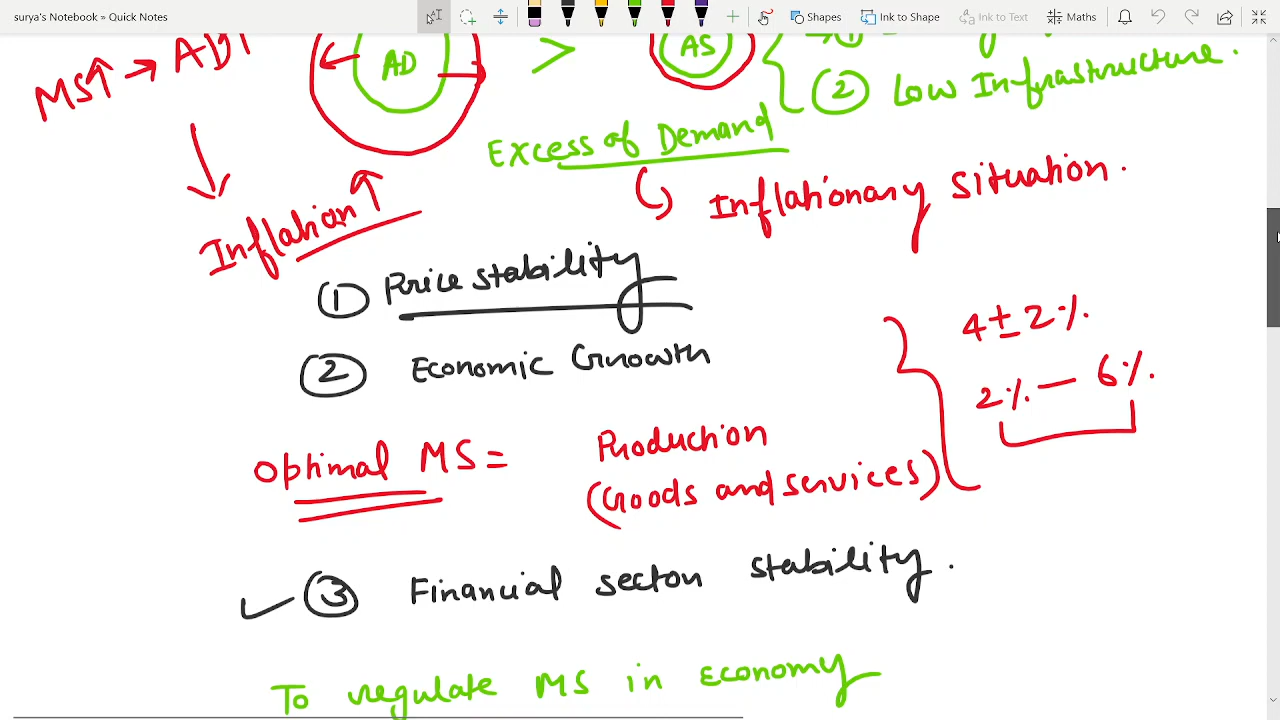 surya's Notebook » Quick Notes
Shapes Ink to Shape Ink to Text Maths
MS↑ → AD↑ AD > AS
② Low Infrastructure.
Excess of Demand
Inflationary situation.
Inflation↑
① Price stability
② Economic Growth
4 ± 2%
2% — 6%
Optimal MS = Production
(Goods and services)
③ Financial sector stability.
To regulate MS in economy